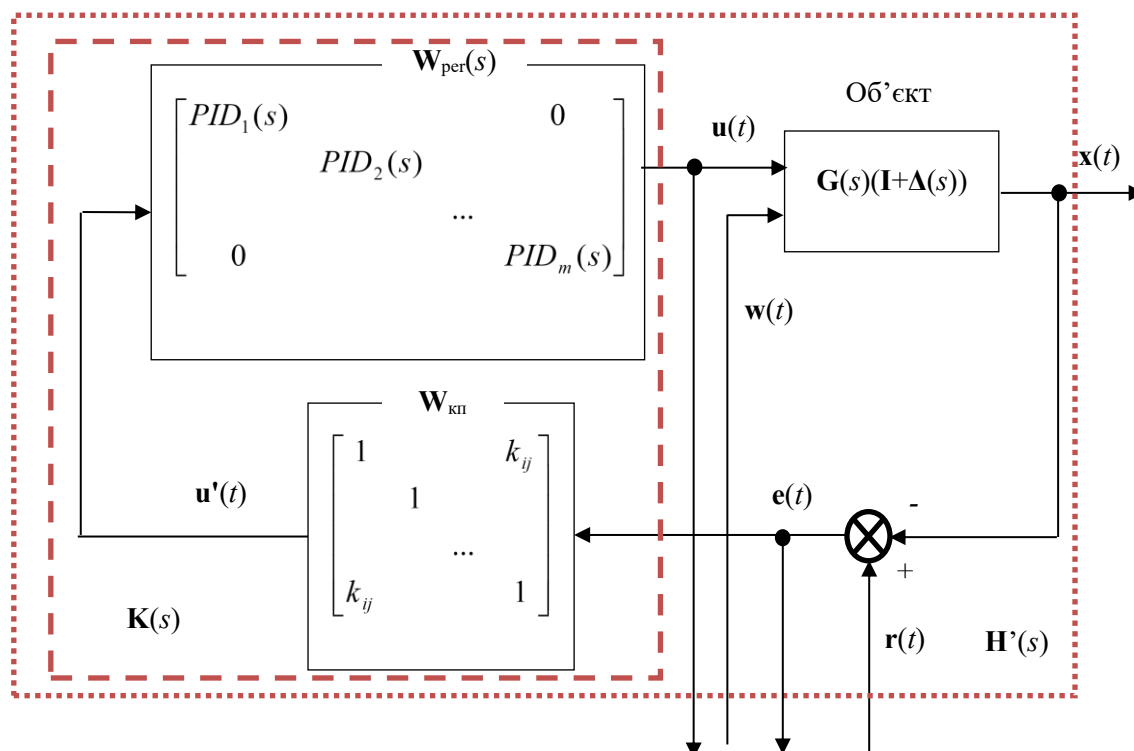 W_рег(s)
PID_1(s) 0
PID_2(s)
...
0 PID_m(s)
u(t)
Об’єкт
G(s)(I+Δ(s))
x(t)
w(t)
W_кп
1 k_ij
1
...
k_ij 1
u'(t)
e(t)
-
+
K(s)
r(t)
H’(s)